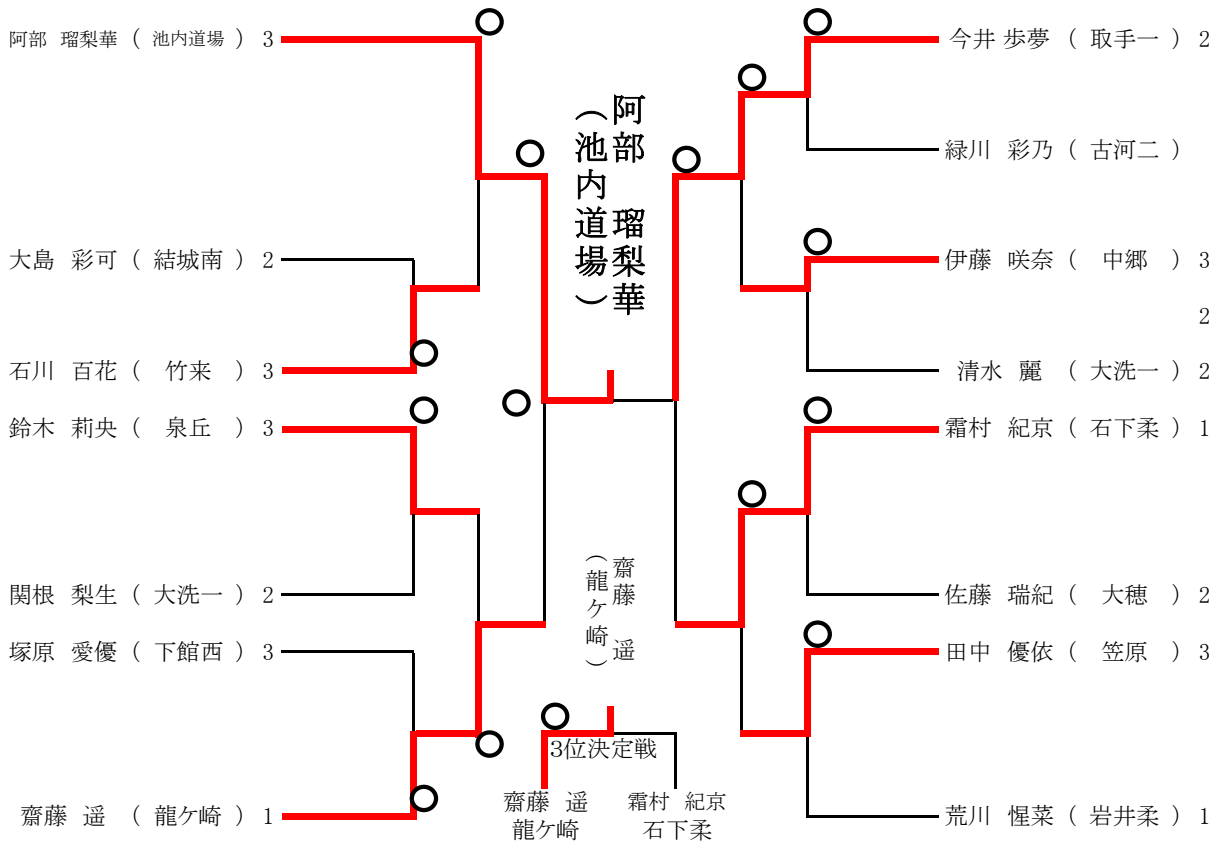 阿部 瑠梨華 ( 池内道場 ) 3
大島 彩可 ( 結城南 ) 2
石川 百花 ( 竹来 ) 3
鈴木 莉央 ( 泉丘 ) 3
関根 梨生 ( 大洗一 ) 2
塚原 愛優 ( 下館西 ) 3
齋藤 遥 ( 龍ケ崎 ) 1
阿部 瑠梨華
(池内道場)
齋藤 遥
(龍ケ崎)
3位決定戦
齋藤 遥
龍ケ崎
霜村 紀京
石下柔
今井 歩夢 ( 取手一 ) 2
緑川 彩乃 ( 古河二 )
伊藤 咲奈 ( 中郷 ) 3
2
清水 麗 ( 大洗一 ) 2
霜村 紀京 ( 石下柔 ) 1
佐藤 瑞紀 ( 大穂 ) 2
田中 優依 ( 笠原 ) 3
荒川 惺菜 ( 岩井柔 ) 1